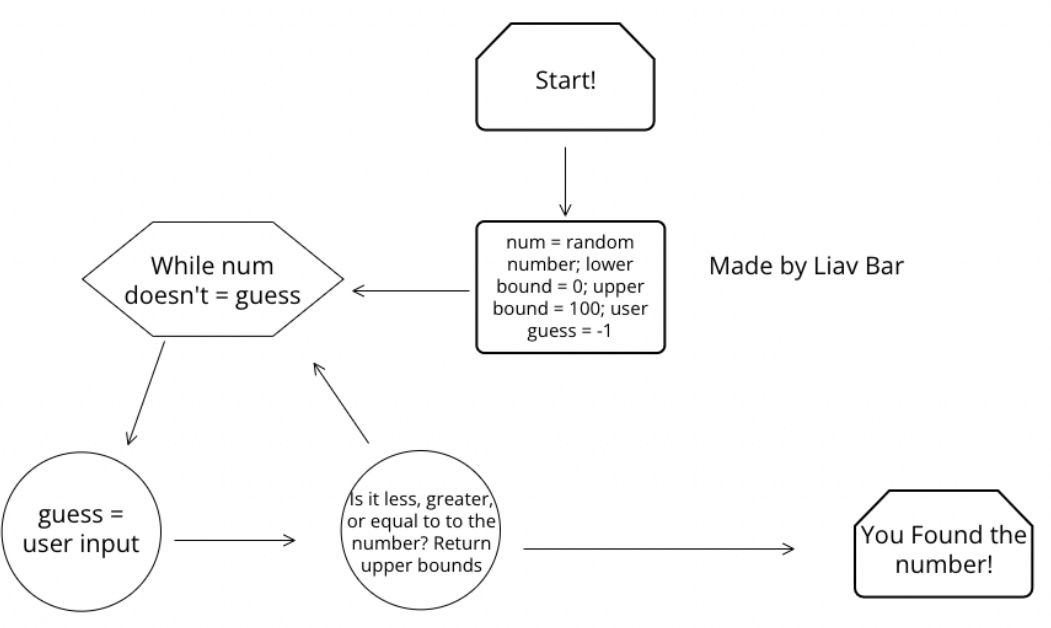 Start!
num = random
number; lower
bound = 0; upper
bound = 100; user
guess = -1
Made by Liav Bar
While num
doesn't = guess
guess =
user input
Is it less, greater,
or equal to to the
number? Return
upper bounds
You Found the
number!